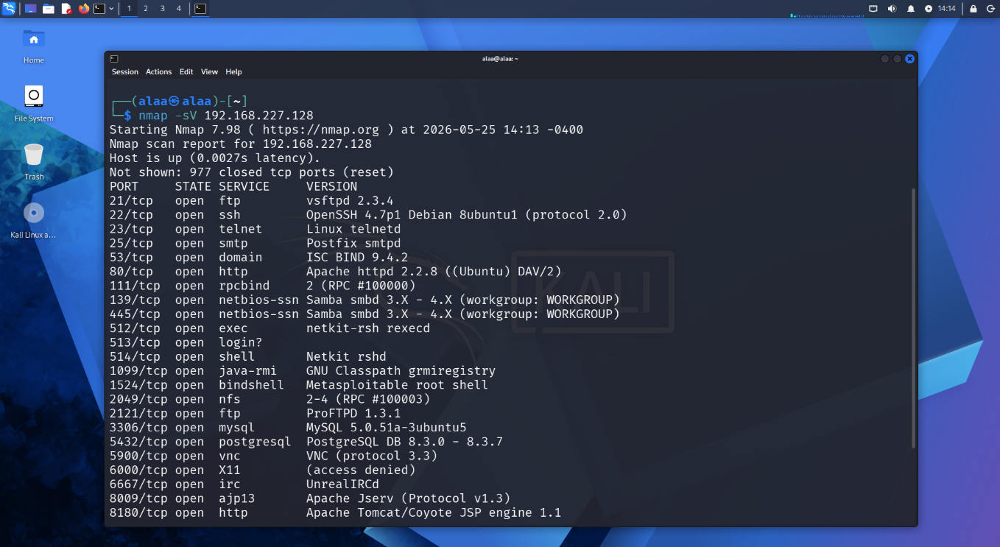 1 2 3 4
14:14
Home
File System
Trash
Kali Linux a...
alaa@alaa: ~
Session Actions Edit View Help
┌──(alaa㉿alaa)-[~]
└─$ nmap -sV 192.168.227.128
Starting Nmap 7.98 ( https://nmap.org ) at 2026-05-25 14:13 -0400
Nmap scan report for 192.168.227.128
Host is up (0.0027s latency).
Not shown: 977 closed tcp ports (reset)
PORT     STATE SERVICE     VERSION
21/tcp   open  ftp         vsftpd 2.3.4
22/tcp   open  ssh         OpenSSH 4.7p1 Debian 8ubuntu1 (protocol 2.0)
23/tcp   open  telnet      Linux telnetd
25/tcp   open  smtp        Postfix smtpd
53/tcp   open  domain      ISC BIND 9.4.2
80/tcp   open  http        Apache httpd 2.2.8 ((Ubuntu) DAV/2)
111/tcp  open  rpcbind     2 (RPC #100000)
139/tcp  open  netbios-ssn Samba smbd 3.X - 4.X (workgroup: WORKGROUP)
445/tcp  open  netbios-ssn Samba smbd 3.X - 4.X (workgroup: WORKGROUP)
512/tcp  open  exec        netkit-rsh rexecd
513/tcp  open  login?
514/tcp  open  shell       Netkit rshd
1099/tcp open  java-rmi    GNU Classpath grmiregistry
1524/tcp open  bindshell   Metasploitable root shell
2049/tcp open  nfs         2-4 (RPC #100003)
2121/tcp open  ftp         ProFTPD 1.3.1
3306/tcp open  mysql       MySQL 5.0.51a-3ubuntu5
5432/tcp open  postgresql  PostgreSQL DB 8.3.0 - 8.3.7
5900/tcp open  vnc         VNC (protocol 3.3)
6000/tcp open  X11         (access denied)
6667/tcp open  irc         UnrealIRCd
8009/tcp open  ajp13       Apache Jserv (Protocol v1.3)
8180/tcp open  http        Apache Tomcat/Coyote JSP engine 1.1
KALI